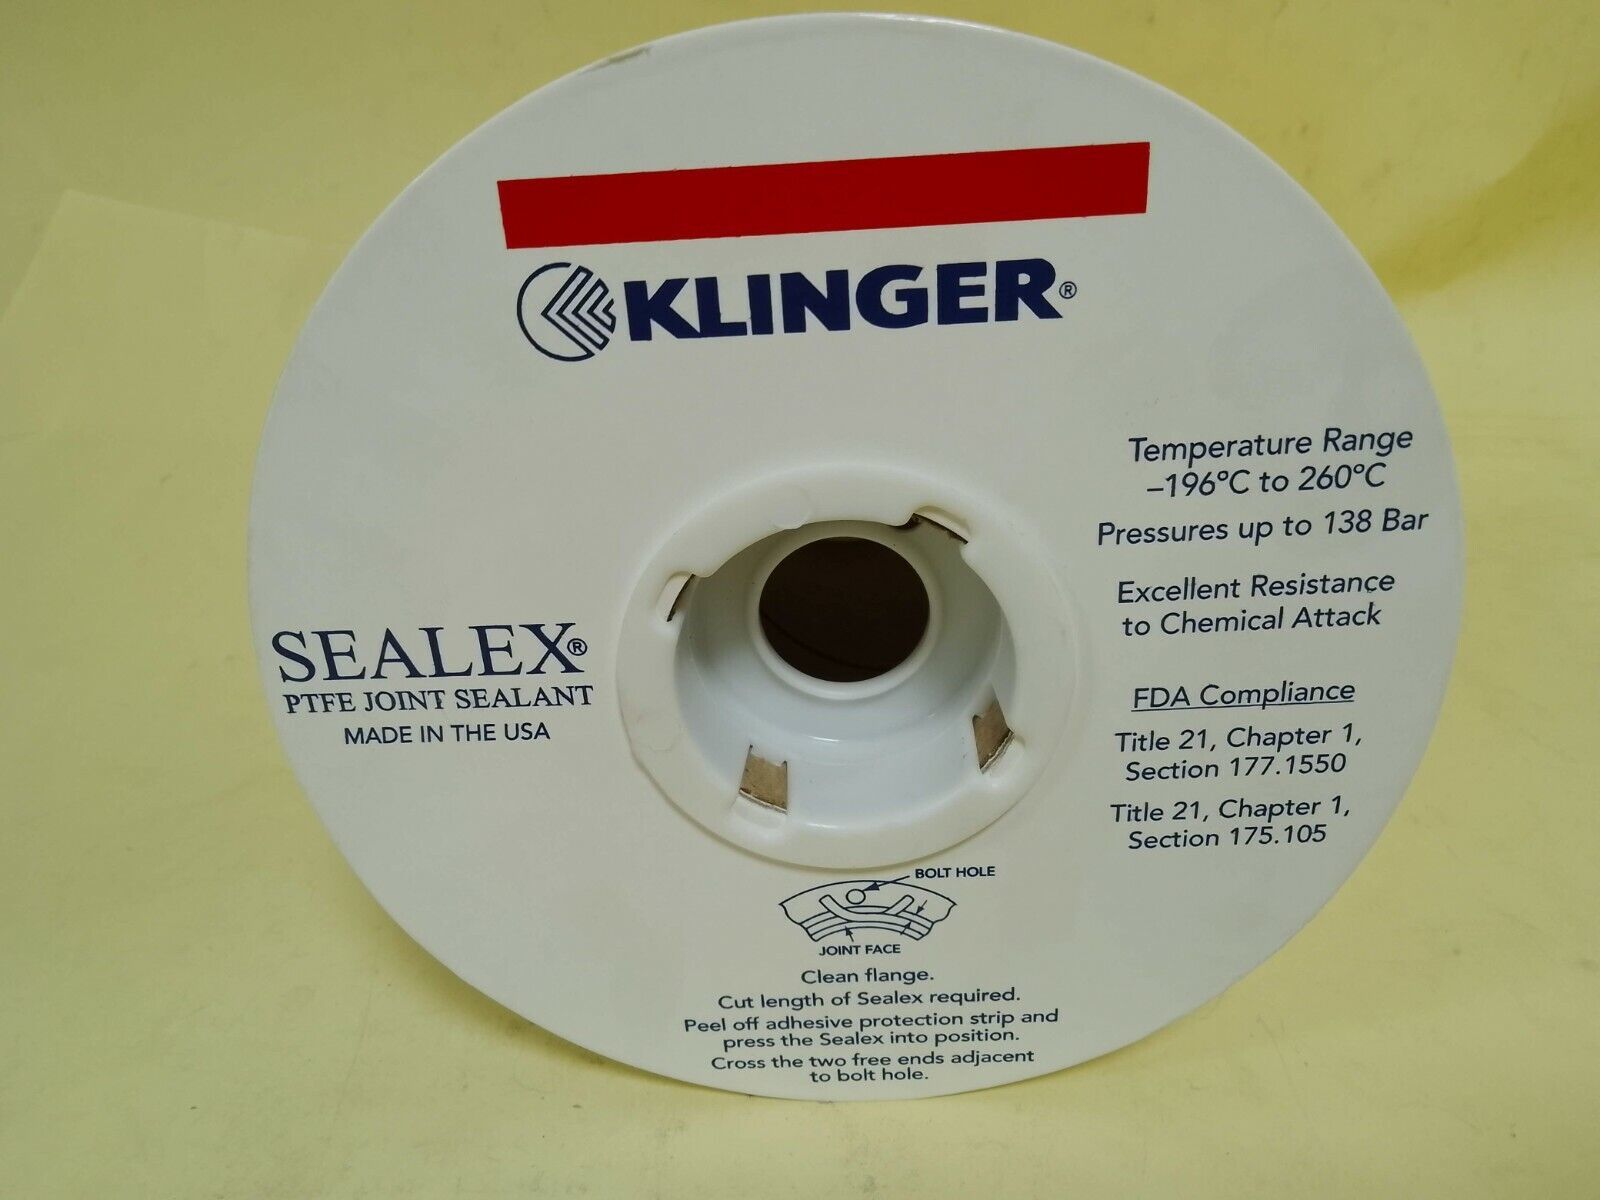 KLINGER®
Temperature Range
–196°C to 260°C
Pressures up to 138 Bar
Excellent Resistance
to Chemical Attack
SEALEX®
PTFE JOINT SEALANT
MADE IN THE USA
FDA Compliance
Title 21, Chapter 1,
Section 177.1550
Title 21, Chapter 1,
Section 175.105
BOLT HOLE
JOINT FACE
Clean flange.
Cut length of Sealex required.
Peel off adhesive protection strip and
press the Sealex into position.
Cross the two free ends adjacent
to bolt hole.